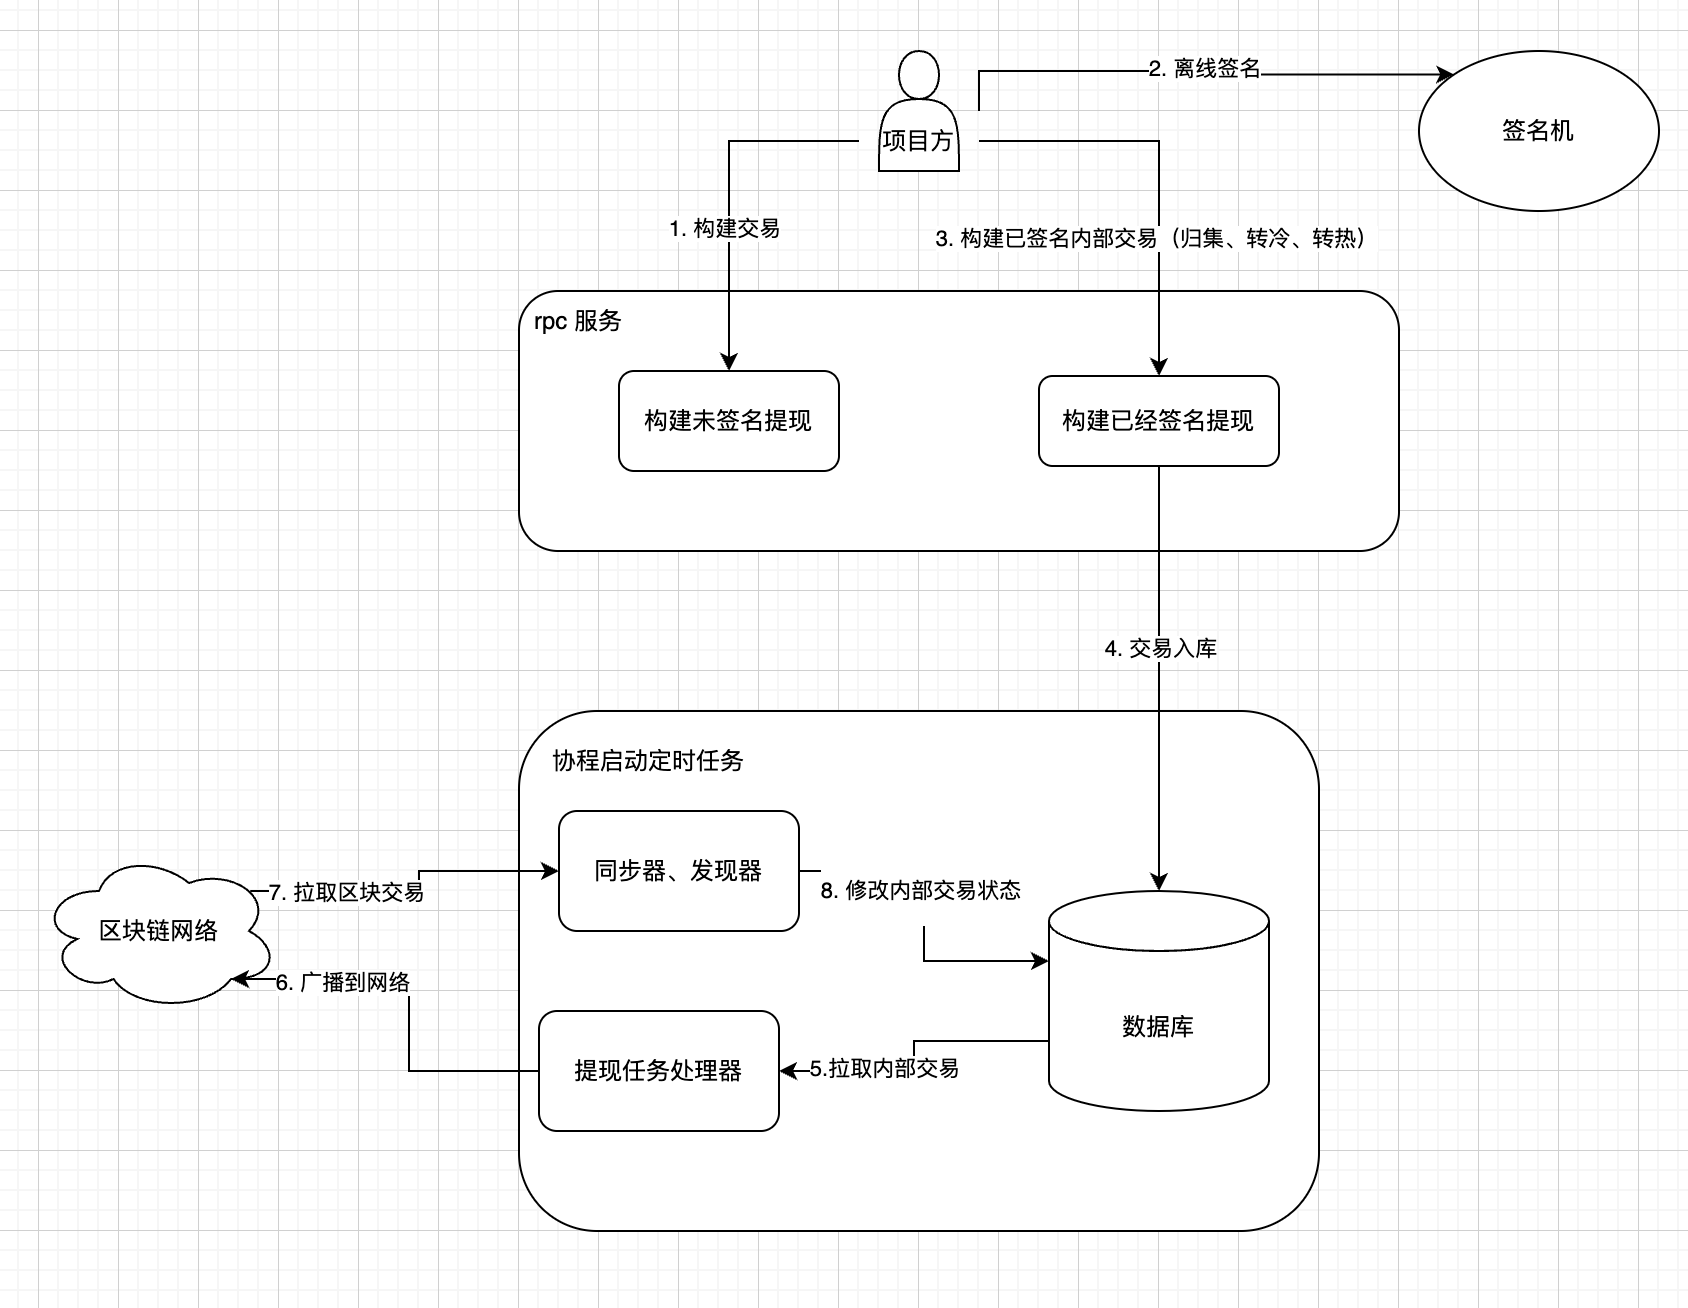 2. 离线签名
签名机
项目方
1. 构建交易
3. 构建已签名内部交易（归集、转冷、转热）
rpc 服务
构建未签名提现
构建已经签名提现
4. 交易入库
协程启动定时任务
同步器、发现器
7. 拉取区块交易
8. 修改内部交易状态
区块链网络
6. 广播到网络
数据库
提现任务处理器
5.拉取内部交易